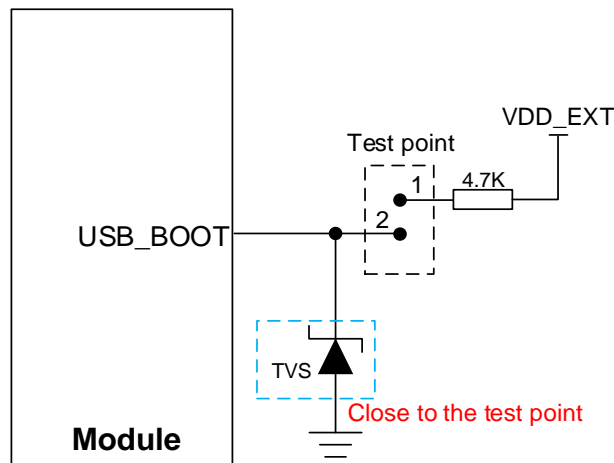 VDD_EXT
Test point
1
4.7K
2
USB_BOOT
TVS
Close to the test point
Module